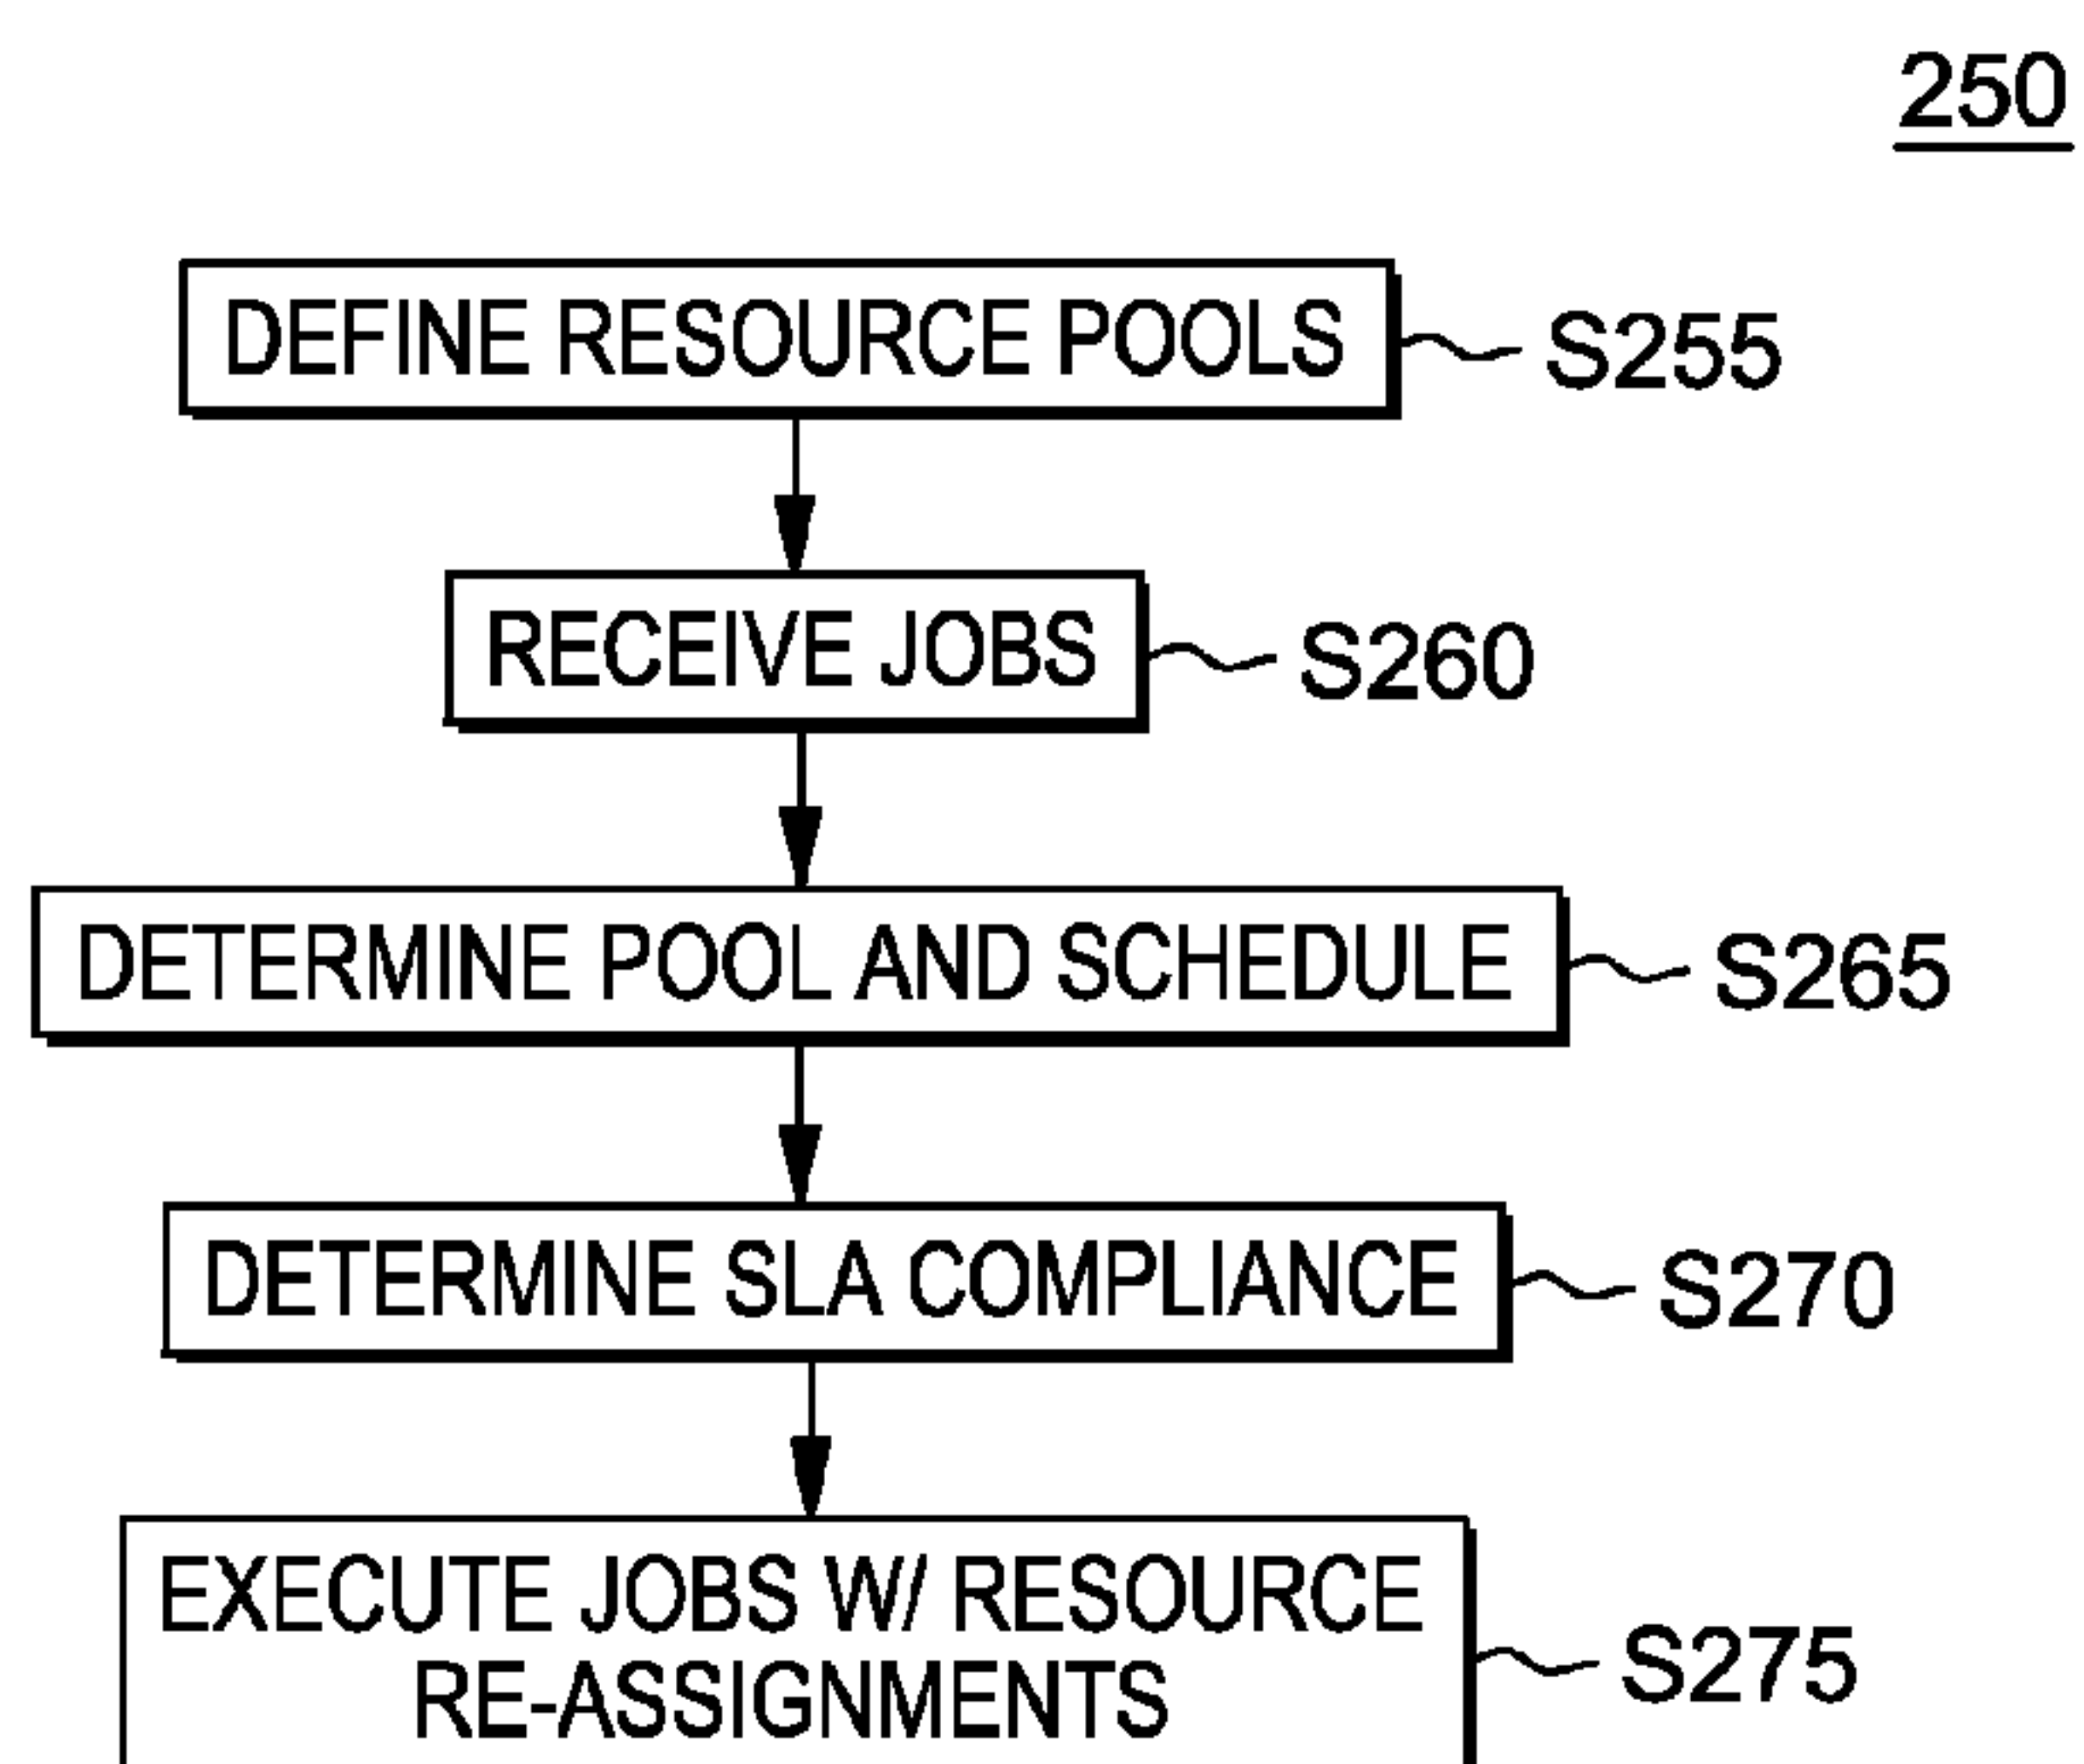 250
DEFINE RESOURCE POOLS
S255
RECEIVE JOBS
S260
DETERMINE POOL AND SCHEDULE
S265
DETERMINE SLA COMPLIANCE
S270
EXECUTE JOBS W/ RESOURCE
RE-ASSIGNMENTS
S275